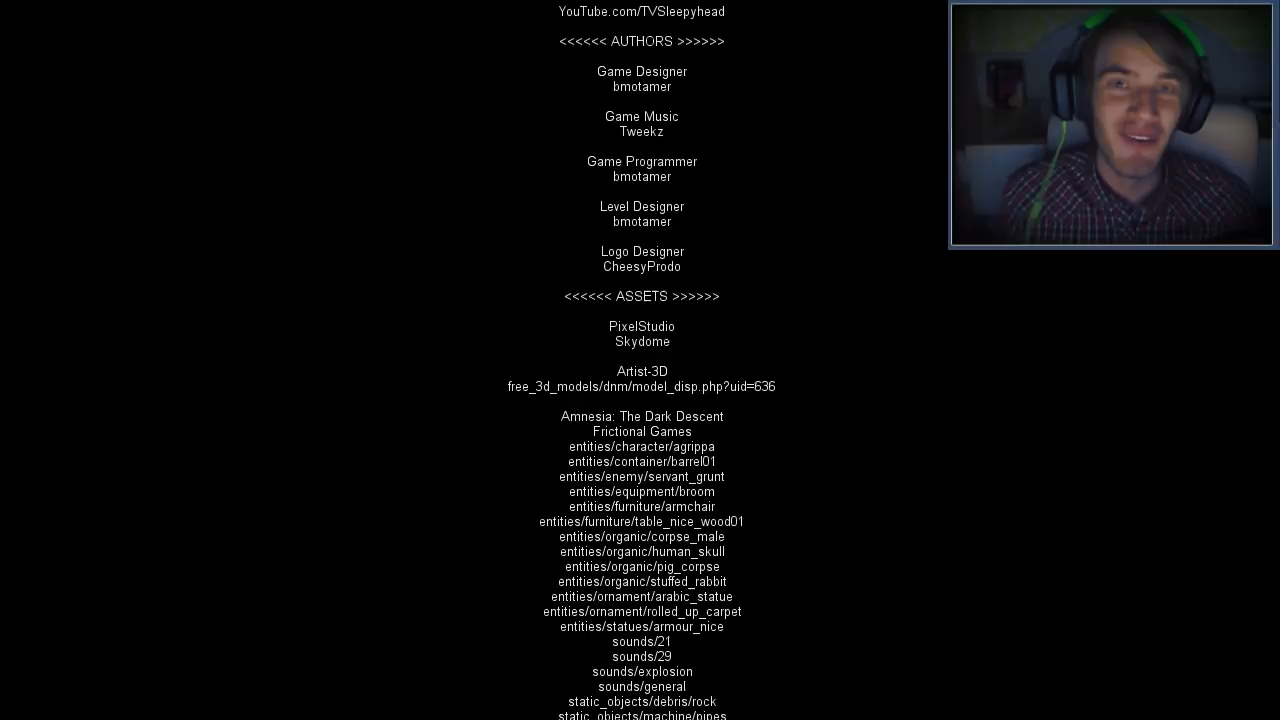 YouTube.com/TVSleepyhead
<<<<<< AUTHORS >>>>>>
Game Designer
bmotamer
Game Music
Tweekz
Game Programmer
bmotamer
Level Designer
bmotamer
Logo Designer
CheesyProdo
<<<<<< ASSETS >>>>>>
PixelStudio
Skydome
Artist-3D
free_3d_models/dnm/model_disp.php?uid=636
Amnesia: The Dark Descent
Frictional Games
entities/character/agrippa
entities/container/barrel01
entities/enemy/servant_grunt
entities/equipment/broom
entities/furniture/armchair
entities/furniture/table_nice_wood01
entities/organic/corpse_male
entities/organic/human_skull
entities/organic/pig_corpse
entities/organic/stuffed_rabbit
entities/ornament/arabic_statue
entities/ornament/rolled_up_carpet
entities/statues/armour_nice
sounds/21
sounds/29
sounds/explosion
sounds/general
static_objects/debris/rock
static_objects/machine/pipes